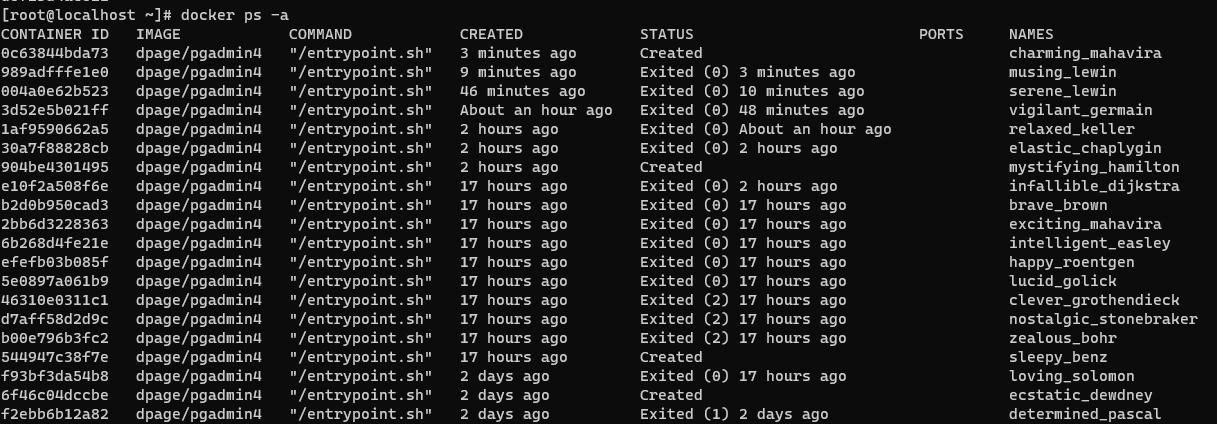 [root@localhost ~]# docker ps -a
CONTAINER ID IMAGE COMMAND CREATED STATUS PORTS NAMES
0c63844bda73 dpage/pgadmin4 "/entrypoint.sh" 3 minutes ago Created charming_mahavira
989adfffe1e0 dpage/pgadmin4 "/entrypoint.sh" 9 minutes ago Exited (0) 3 minutes ago musing_lewin
004a0e62b523 dpage/pgadmin4 "/entrypoint.sh" 46 minutes ago Exited (0) 10 minutes ago serene_lewin
3d52e5b021ff dpage/pgadmin4 "/entrypoint.sh" About an hour ago Exited (0) 48 minutes ago vigilant_germain
1af9590662a5 dpage/pgadmin4 "/entrypoint.sh" 2 hours ago Exited (0) About an hour ago relaxed_keller
30a7f88828cb dpage/pgadmin4 "/entrypoint.sh" 2 hours ago Exited (0) 2 hours ago elastic_chaplygin
904be4301495 dpage/pgadmin4 "/entrypoint.sh" 2 hours ago Created mystifying_hamilton
e10f2a508f6e dpage/pgadmin4 "/entrypoint.sh" 17 hours ago Exited (0) 2 hours ago infallible_dijkstra
b2d0b950cad3 dpage/pgadmin4 "/entrypoint.sh" 17 hours ago Exited (0) 17 hours ago brave_brown
2bb6d3228363 dpage/pgadmin4 "/entrypoint.sh" 17 hours ago Exited (0) 17 hours ago exciting_mahavira
6b268d4fe21e dpage/pgadmin4 "/entrypoint.sh" 17 hours ago Exited (0) 17 hours ago intelligent_easley
efefb03b085f dpage/pgadmin4 "/entrypoint.sh" 17 hours ago Exited (0) 17 hours ago happy_roentgen
5e0897a061b9 dpage/pgadmin4 "/entrypoint.sh" 17 hours ago Exited (0) 17 hours ago lucid_golick
46310e0311c1 dpage/pgadmin4 "/entrypoint.sh" 17 hours ago Exited (2) 17 hours ago clever_grothendieck
d7aff58d2d9c dpage/pgadmin4 "/entrypoint.sh" 17 hours ago Exited (2) 17 hours ago nostalgic_stonebraker
b00e796b3fc2 dpage/pgadmin4 "/entrypoint.sh" 17 hours ago Exited (2) 17 hours ago zealous_bohr
544947c38f7e dpage/pgadmin4 "/entrypoint.sh" 17 hours ago Created sleepy_benz
f93bf3da54b8 dpage/pgadmin4 "/entrypoint.sh" 2 days ago Exited (0) 17 hours ago loving_solomon
6f46c04dccbe dpage/pgadmin4 "/entrypoint.sh" 2 days ago Created ecstatic_dewdney
f2ebb6b12a82 dpage/pgadmin4 "/entrypoint.sh" 2 days ago Exited (1) 2 days ago determined_pascal